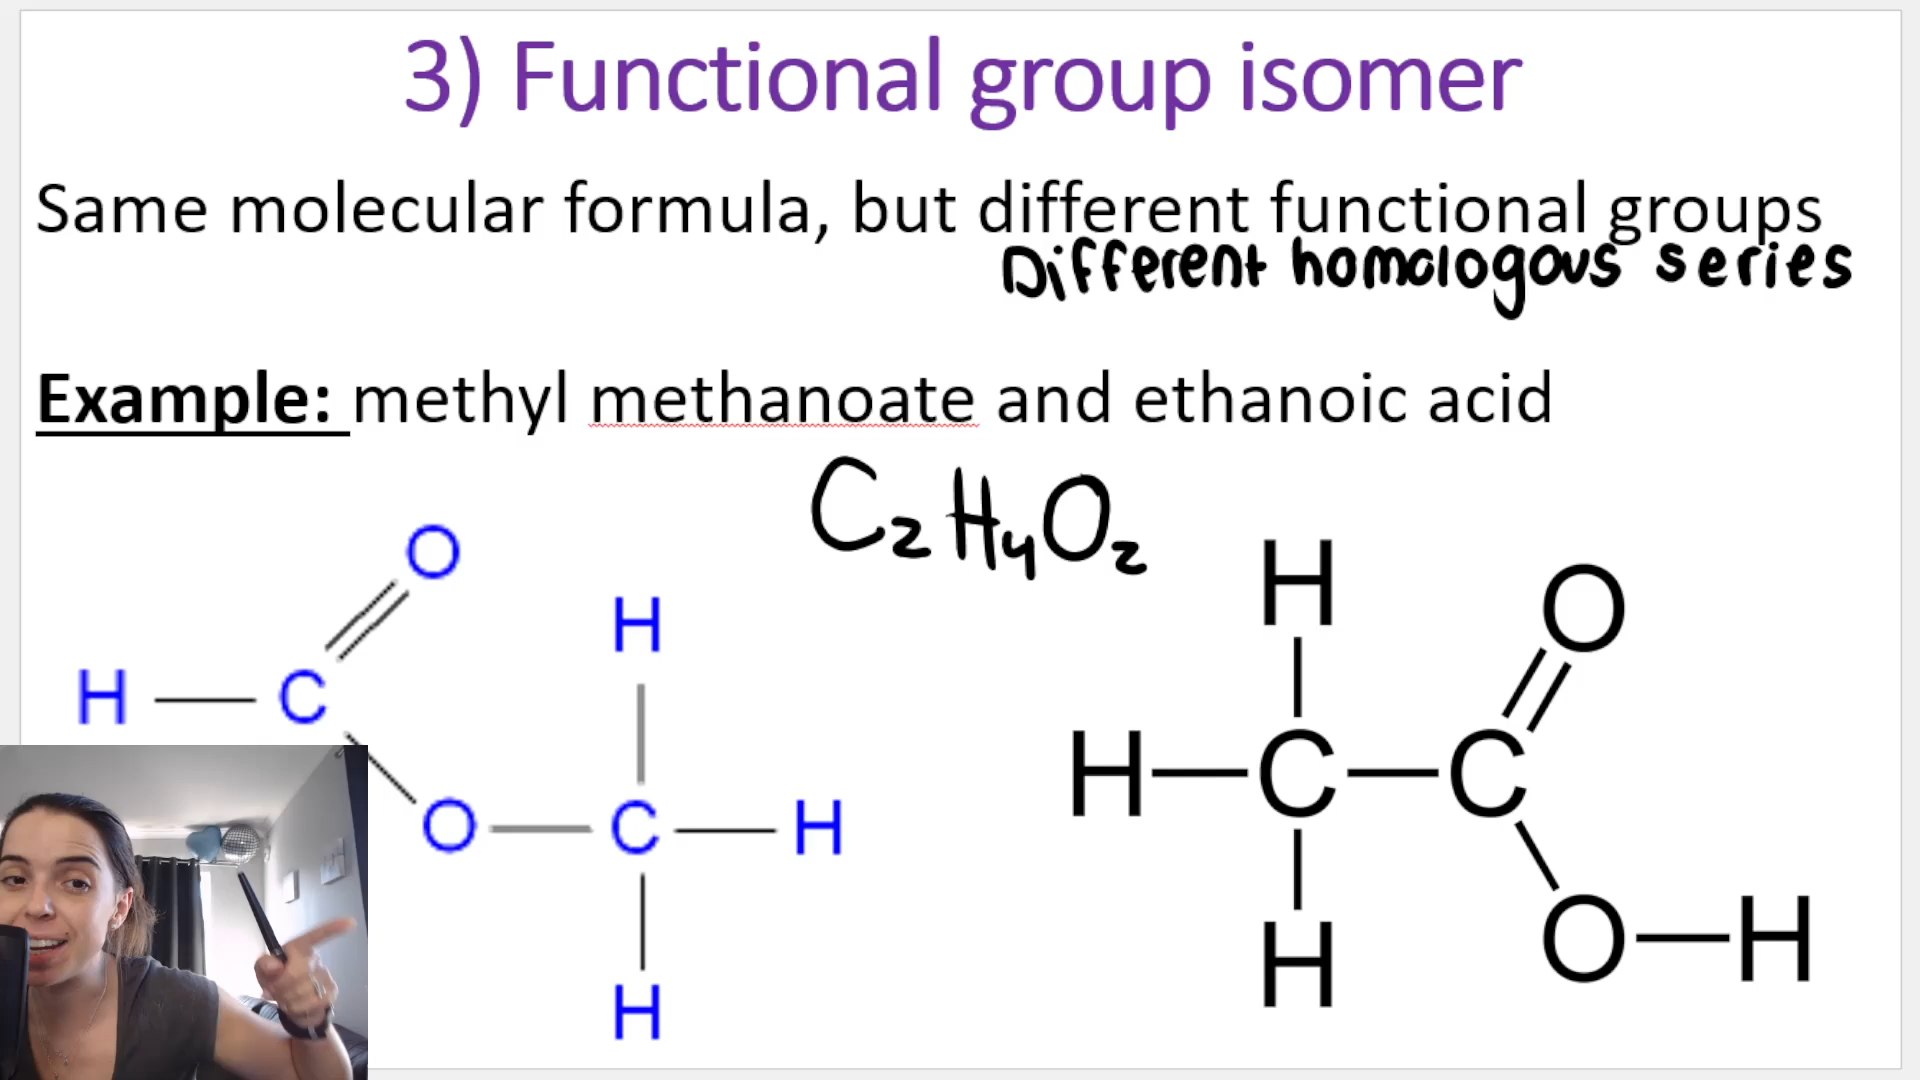 3) Functional group isomer
Same molecular formula, but different functional groups
Different homologous series
Example: methyl methanoate and ethanoic acid
C₂H₄O₂
O
H
H C
O C H
H
H O
H C C
H O H